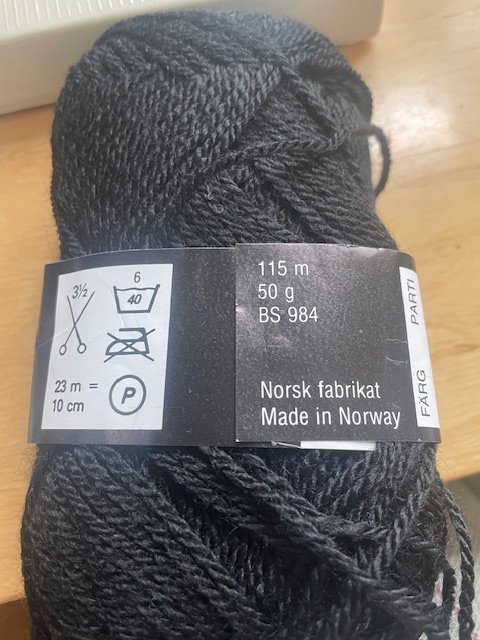 3½
6
40
23 m =
10 cm
P
115 m
50 g
BS 984
Norsk fabrikat
Made in Norway
FÄRG PARTI